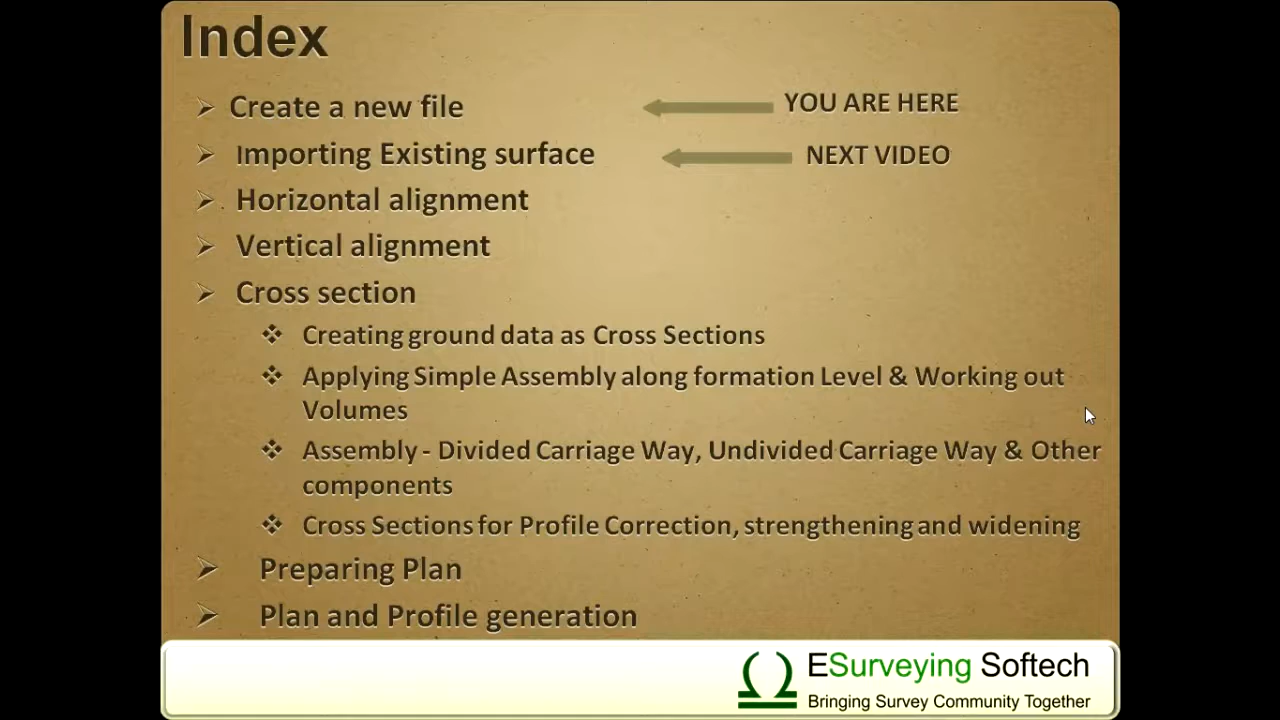 Index
Create a new file
YOU ARE HERE
Importing Existing surface
NEXT VIDEO
Horizontal alignment
Vertical alignment
Cross section
Creating ground data as Cross Sections
Applying Simple Assembly along formation Level & Working out
Volumes
Assembly - Divided Carriage Way, Undivided Carriage Way & Other
components
Cross Sections for Profile Correction, strengthening and widening
Preparing Plan
Plan and Profile generation
ESurveying Softech
Bringing Survey Community Together